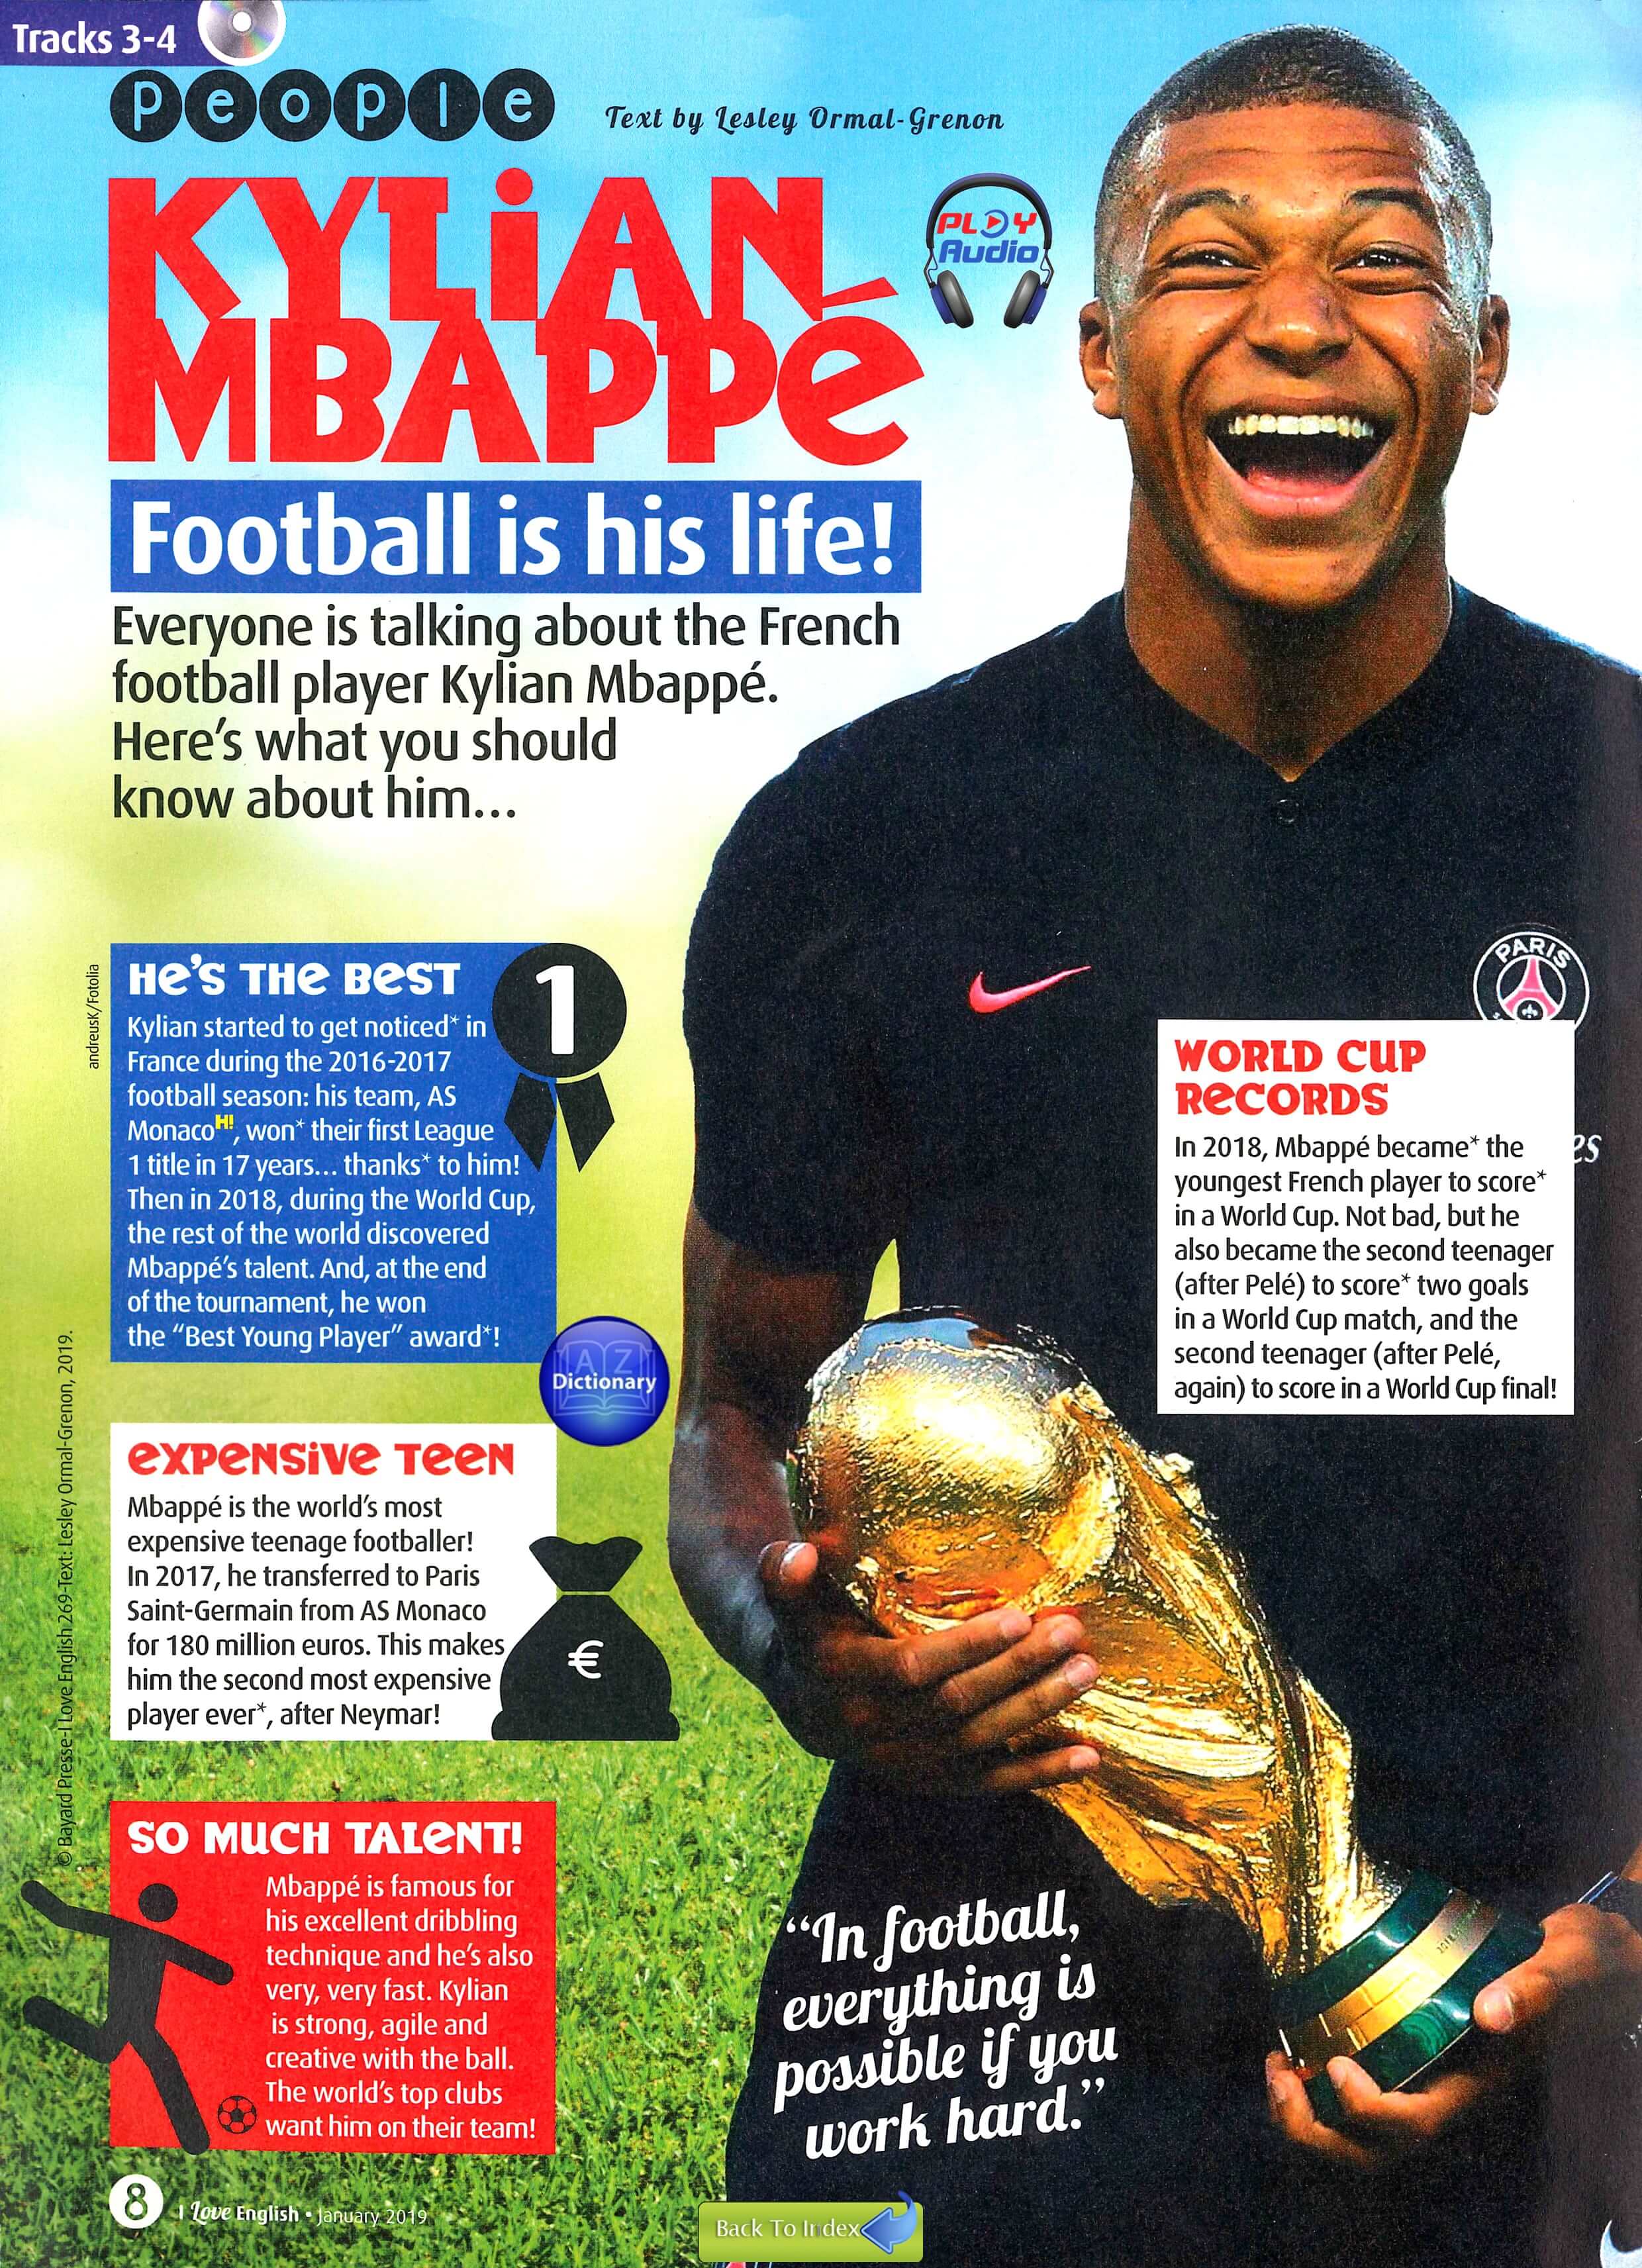 Tracks 3-4
people
Text by Lesley Ormal-Grenon
KYLiAN
MBAPPé
PLAY
Audio
Football is his life!
Everyone is talking about the French
football player Kylian Mbappé.
Here's what you should
know about him...
andreusK/Fotolia
He's THE BEST
1
Kylian started to get noticed* in
France during the 2016-2017
football season: his team, AS
Monaco H!, won* their first League
1 title in 17 years... thanks* to him!
Then in 2018, during the World Cup,
the rest of the world discovered
Mbappé's talent. And, at the end
of the tournament, he won
the “Best Young Player” award*!
A Z
Dictionary
PARIS
WORLD CUP
RECORDS
es
In 2018, Mbappé became* the
youngest French player to score*
in a World Cup. Not bad, but he
also became the second teenager
(after Pelé) to score* two goals
in a World Cup match, and the
second teenager (after Pelé,
again) to score in a World Cup final!
EXPENSiVE TEEN
Mbappé is the world's most
expensive teenage footballer!
In 2017, he transferred to Paris
Saint-Germain from AS Monaco
for 180 million euros. This makes
him the second most expensive
player ever*, after Neymar!
€
© Bayard Presse-I Love English 269-Text: Lesley Ormal-Grenon, 2019.
SO MUCH TALENT!
Mbappé is famous for
his excellent dribbling
technique and he's also
very, very fast. Kylian
is strong, agile and
creative with the ball.
The world's top clubs
want him on their team!
“In football,
everything is
possible if you
work hard.”
8
I Love English • January 2019
Back To Index